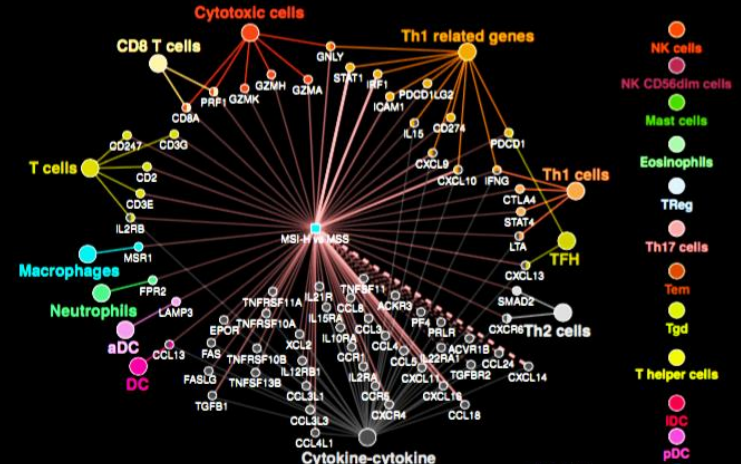 Cytotoxic cells
CD8 T cells
Th1 related genes
GNLY
STAT1
IRF1
GZMH
GZMA
GZMK
PRF1
CD8A
ICAM1
PDCD1LG2
IL15
CD274
PDCD1
CD247
CD3G
T cells
CD2
CD3E
IL2RB
CXCL9
CXCL10
IFNG
Th1 cells
CTLA4
STAT4
LTA
MSI-H vs MSS
TFH
CXCL13
MSR1
Macrophages
FPR2
Neutrophils
LAMP3
aDC
CCL13
DC
SMAD2
CXCR6
Th2 cells
TNFRSF11A
IL21R
TNFSF11
CCL8
ACKR3
EPOR
TNFRSF10A
IL15RA
CCL3
PF4
PRLR
XCL2
IL10RA
CCL4
ACVR1B
FAS
TNFRSF10B
CCR1
CCL5
IL22RA1
CCL24
FASLG
TNFSF13B
IL12RB1
IL2RA
CXCL11
TGFBR2
CXCL14
TGFB1
CCL3L1
CCR5
CXCL16
CCL3L3
CXCR4
CCL18
CCL4L1
Cytokine-cytokine
NK cells
NK CD56dim cells
Mast cells
Eosinophils
TReg
Th17 cells
Tem
Tgd
T helper cells
IDC
pDC